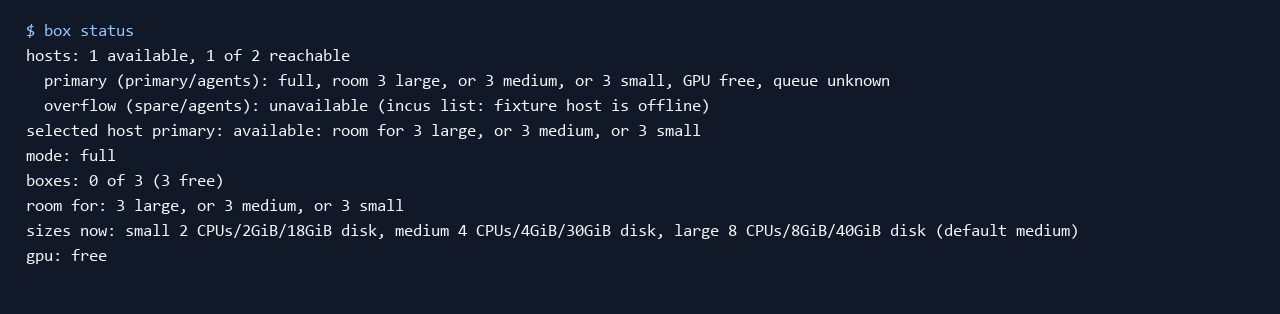 $ box status
hosts: 1 available, 1 of 2 reachable
  primary (primary/agents): full, room 3 large, or 3 medium, or 3 small, GPU free, queue unknown
  overflow (spare/agents): unavailable (incus list: fixture host is offline)
selected host primary: available: room for 3 large, or 3 medium, or 3 small
mode: full
boxes: 0 of 3 (3 free)
room for: 3 large, or 3 medium, or 3 small
sizes now: small 2 CPUs/2GiB/18GiB disk, medium 4 CPUs/4GiB/30GiB disk, large 8 CPUs/8GiB/40GiB disk (default medium)
gpu: free